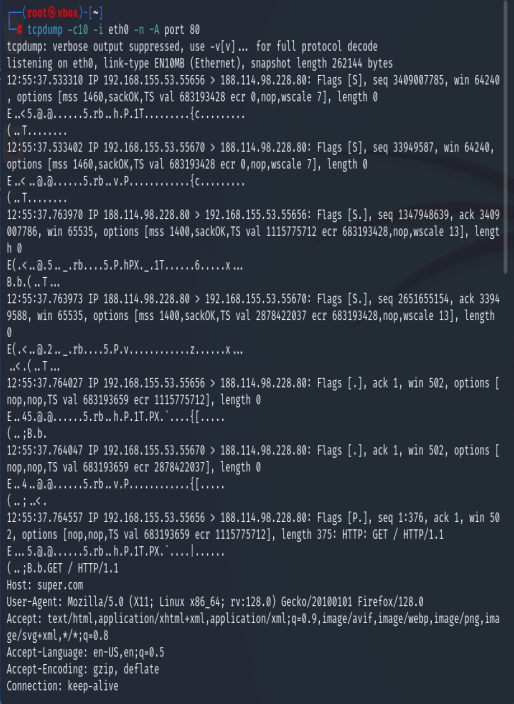 ┌──(root㉿vbox)-[~]
└─# tcpdump -c10 -i eth0 -n -A port 80
tcpdump: verbose output suppressed, use -v[v]... for full protocol decode
listening on eth0, link-type EN10MB (Ethernet), snapshot length 262144 bytes
12:55:37.533310 IP 192.168.155.53.55656 > 188.114.98.228.80: Flags [S], seq 3409007785, win 64240
, options [mss 1460,sackOK,TS val 683193428 ecr 0,nop,wscale 7], length 0
E..<5.@.@......5.rb..h.P.1T.........{c.........
(..T........
12:55:37.533402 IP 192.168.155.53.55670 > 188.114.98.228.80: Flags [S], seq 33949587, win 64240,
options [mss 1460,sackOK,TS val 683193428 ecr 0,nop,wscale 7], length 0
E..<..@.@......5.rb..v.P............{c.........
(..T........
12:55:37.763970 IP 188.114.98.228.80 > 192.168.155.53.55656: Flags [S.], seq 1347948639, ack 3409
007786, win 65535, options [mss 1400,sackOK,TS val 1115775712 ecr 683193428,nop,wscale 13], lengt
h 0
E(.<..@.5.._.rb....5.P.hPX_.1T......6.....x...
B.b.(..T...
12:55:37.763973 IP 188.114.98.228.80 > 192.168.155.53.55670: Flags [S.], seq 2651655154, ack 3394
9588, win 65535, options [mss 1400,sackOK,TS val 2878422037 ecr 683193428,nop,wscale 13], length
0
E(.<..@.2.._.rb....5.P.v............z......x...
..<.(..T...
12:55:37.764027 IP 192.168.155.53.55656 > 188.114.98.228.80: Flags [.], ack 1, win 502, options [
nop,nop,TS val 683193659 ecr 1115775712], length 0
E..45.@.@......5.rb..h.P.1T.PX.`....{[.....
(..;B.b.
12:55:37.764047 IP 192.168.155.53.55670 > 188.114.98.228.80: Flags [.], ack 1, win 502, options [
nop,nop,TS val 683193659 ecr 2878422037], length 0
E..4..@.@......5.rb..v.P............{[.....
(..;..<.
12:55:37.764557 IP 192.168.155.53.55656 > 188.114.98.228.80: Flags [P.], seq 1:376, ack 1, win 50
2, options [nop,nop,TS val 683193659 ecr 1115775712], length 375: HTTP: GET / HTTP/1.1
E...5.@.@......5.rb..h.P.1T.PX.`....|......
(..;B.b.GET / HTTP/1.1
Host: super.com
User-Agent: Mozilla/5.0 (X11; Linux x86_64; rv:128.0) Gecko/20100101 Firefox/128.0
Accept: text/html,application/xhtml+xml,application/xml;q=0.9,image/avif,image/webp,image/png,ima
ge/svg+xml,*/*;q=0.8
Accept-Language: en-US,en;q=0.5
Accept-Encoding: gzip, deflate
Connection: keep-alive